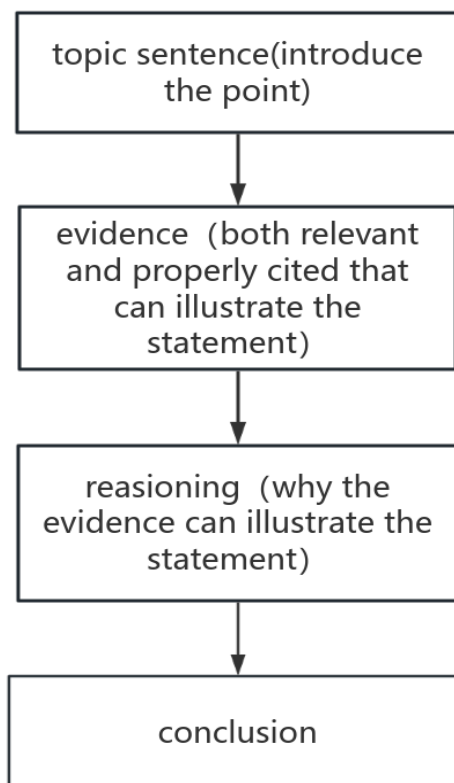 topic sentence(introduce
the point)
evidence（both relevant
and properly cited that
can illustrate the
statement）
reasioning（why the
evidence can illustrate the
statement）
conclusion